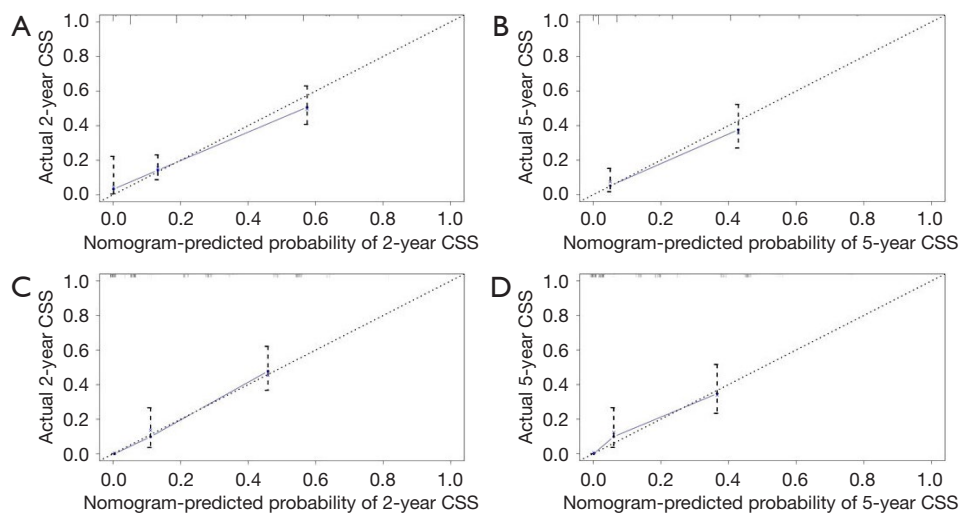 A
Actual 2-year CSS
1.0
0.8
0.6
0.4
0.2
0.0
0.0 0.2 0.4 0.6 0.8 1.0
Nomogram-predicted probability of 2-year CSS
B
Actual 5-year CSS
1.0
0.8
0.6
0.4
0.2
0.0
0.0 0.2 0.4 0.6 0.8 1.0
Nomogram-predicted probability of 5-year CSS
C
Actual 2-year CSS
1.0
0.8
0.6
0.4
0.2
0.0
0.0 0.2 0.4 0.6 0.8 1.0
Nomogram-predicted probability of 2-year CSS
D
Actual 5-year CSS
1.0
0.8
0.6
0.4
0.2
0.0
0.0 0.2 0.4 0.6 0.8 1.0
Nomogram-predicted probability of 5-year CSS